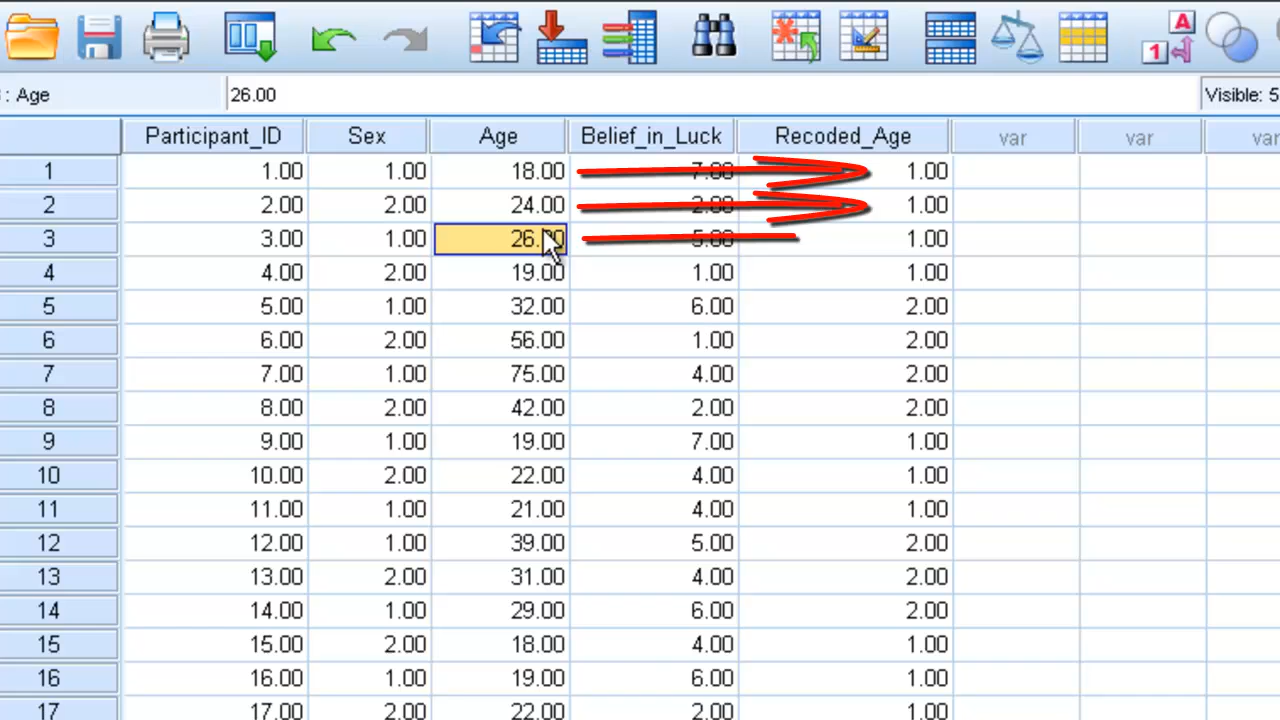 A
1
: Age 26.00 Visible: 5
Participant_ID Sex Age Belief_in_Luck Recoded_Age var var var
1 1.00 1.00 18.00 7.00 1.00
2 2.00 2.00 24.00 2.00 1.00
3 3.00 1.00 26.00 5.00 1.00
4 4.00 2.00 19.00 1.00 1.00
5 5.00 1.00 32.00 6.00 2.00
6 6.00 2.00 56.00 1.00 2.00
7 7.00 1.00 75.00 4.00 2.00
8 8.00 2.00 42.00 2.00 2.00
9 9.00 1.00 19.00 7.00 1.00
10 10.00 2.00 22.00 4.00 1.00
11 11.00 1.00 21.00 4.00 1.00
12 12.00 1.00 39.00 5.00 2.00
13 13.00 2.00 31.00 4.00 2.00
14 14.00 1.00 29.00 6.00 2.00
15 15.00 2.00 18.00 4.00 1.00
16 16.00 1.00 19.00 6.00 1.00
17 17.00 2.00 22.00 2.00 1.00